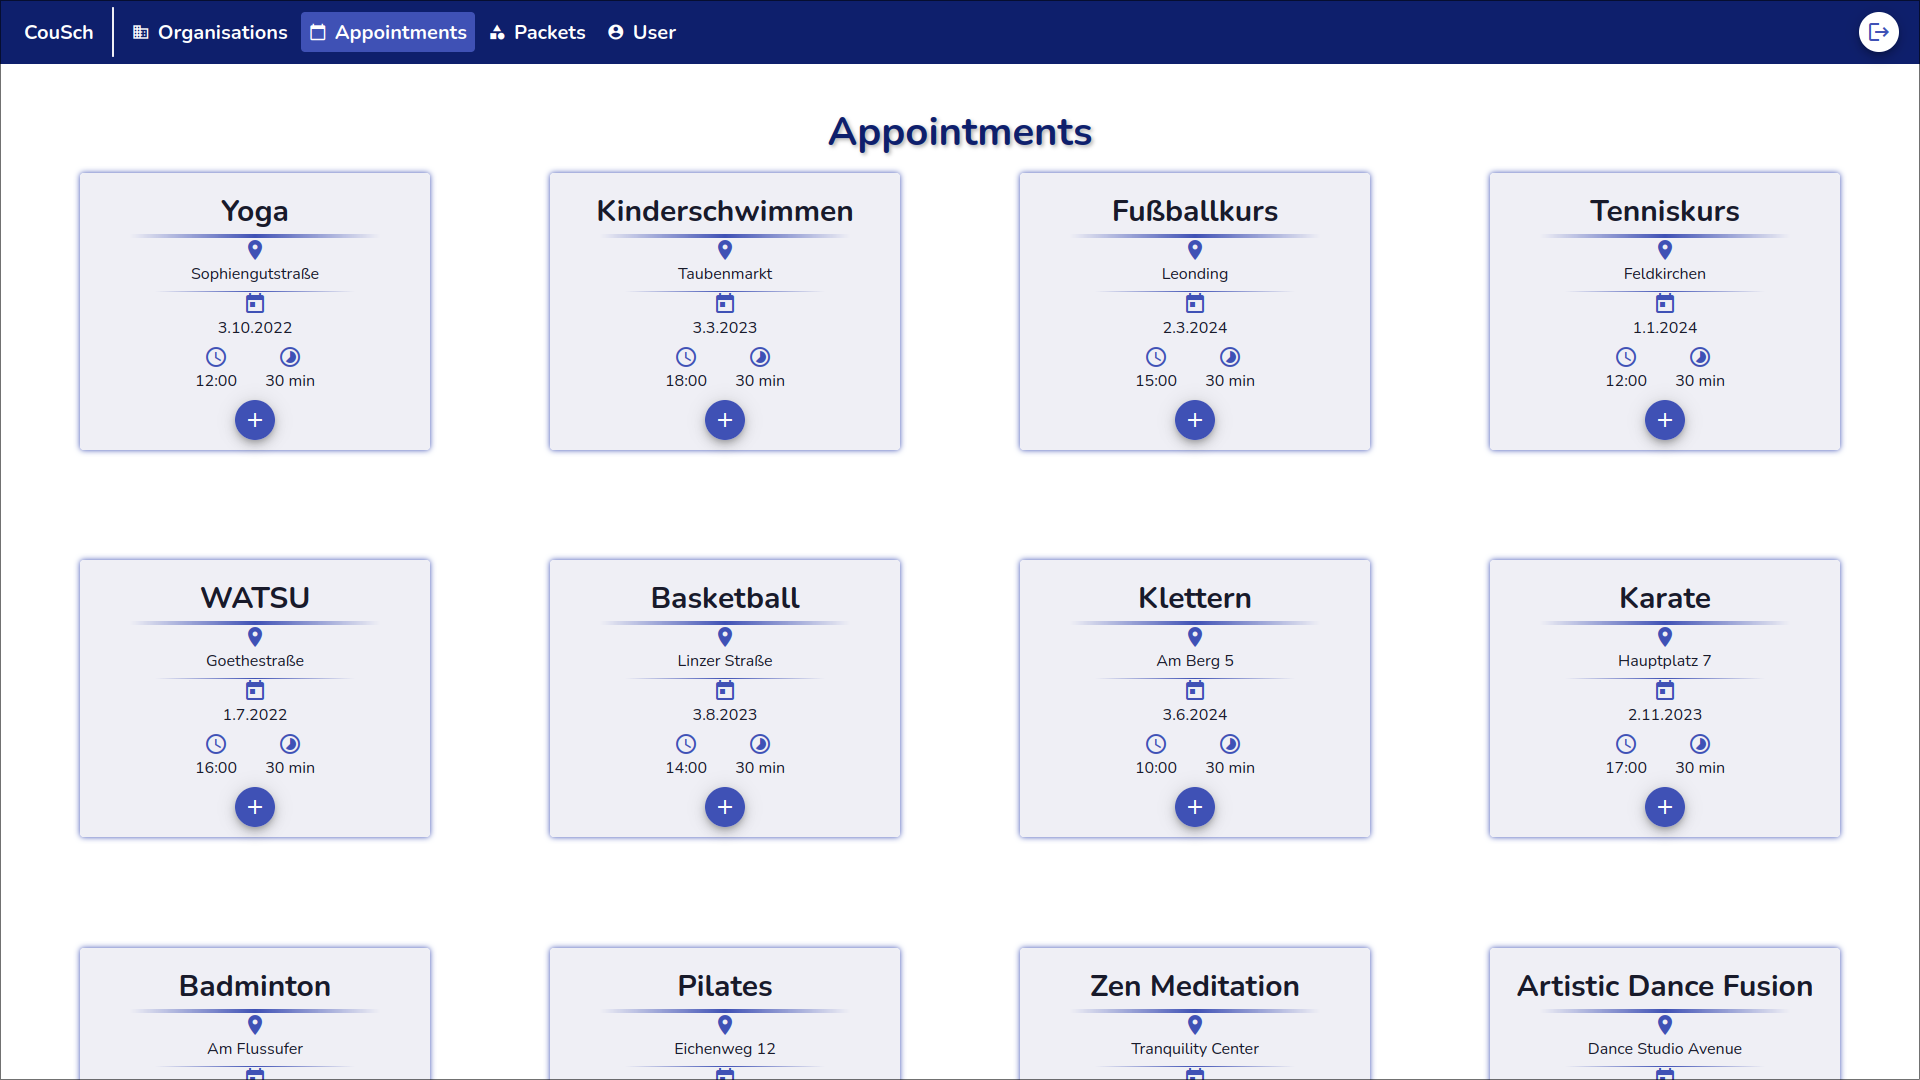 CouSch Organisations Appointments Packets User
Appointments
Yoga
Sophiengutstraße
3.10.2022
12:00 30 min
Kinderschwimmen
Taubenmarkt
3.3.2023
18:00 30 min
Fußballkurs
Leonding
2.3.2024
15:00 30 min
Tenniskurs
Feldkirchen
1.1.2024
12:00 30 min
WATSU
Goethestraße
1.7.2022
16:00 30 min
Basketball
Linzer Straße
3.8.2023
14:00 30 min
Klettern
Am Berg 5
3.6.2024
10:00 30 min
Karate
Hauptplatz 7
2.11.2023
17:00 30 min
Badminton
Am Flussufer
Pilates
Eichenweg 12
Zen Meditation
Tranquility Center
Artistic Dance Fusion
Dance Studio Avenue